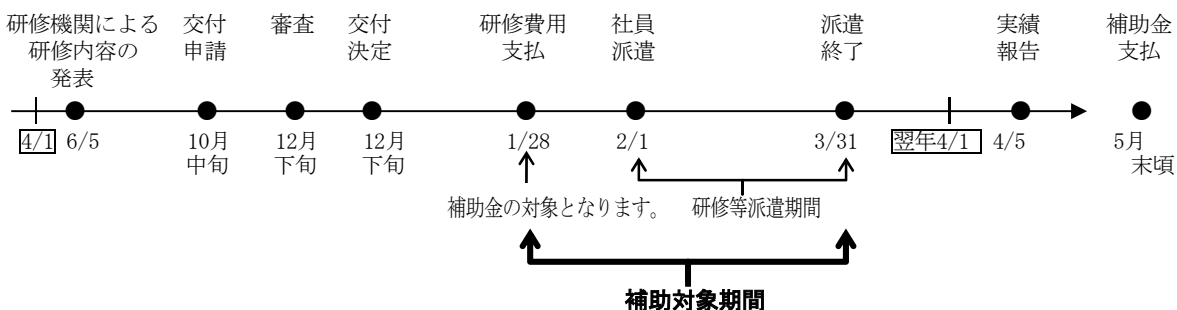 研修機関による
研修内容の
発表
交付
申請
審査
交付
決定
研修費用
支払
社員
派遣
派遣
終了
実績
報告
補助金
支払
4/1
6/5
10月
中旬
12月
下旬
12月
下旬
1/28
2/1
3/31
翌年4/1
4/5
5月
末頃
補助金の対象となります。
研修等派遣期間
補助対象期間